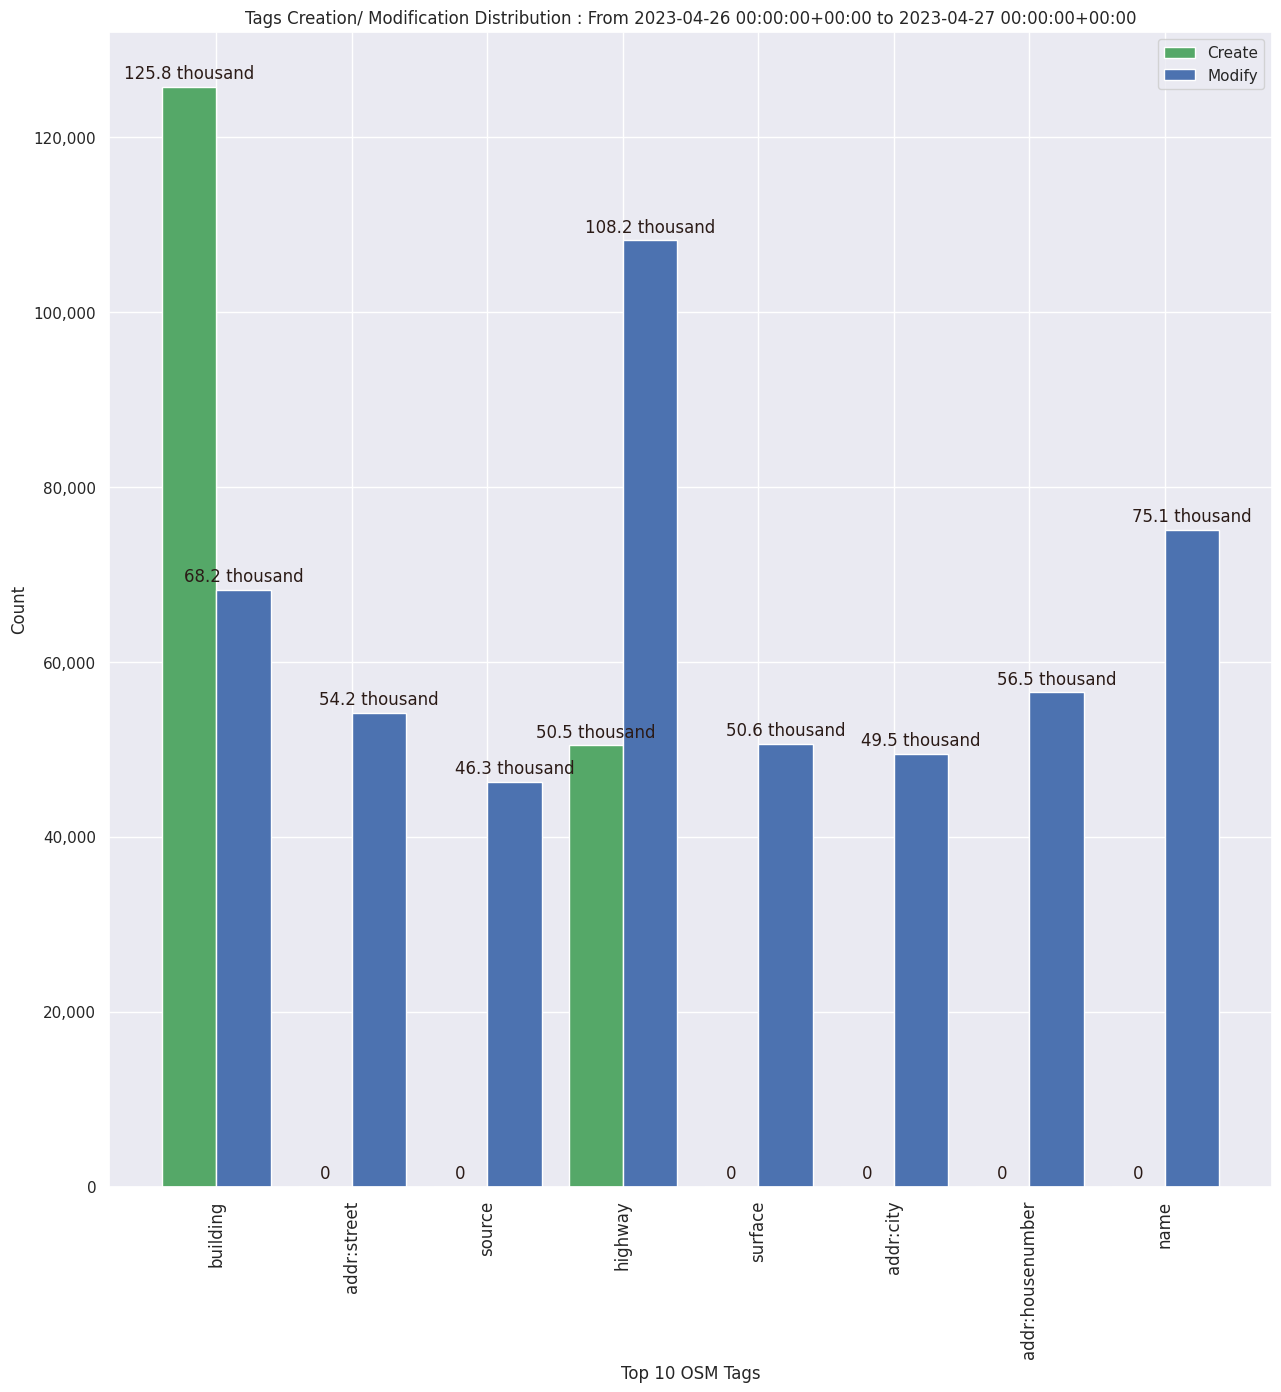 Tags Creation/ Modification Distribution : From 2023-04-26 00:00:00+00:00 to 2023-04-27 00:00:00+00:00
Create
Modify
125.8 thousand
68.2 thousand
54.2 thousand
46.3 thousand
50.5 thousand
108.2 thousand
50.6 thousand
49.5 thousand
56.5 thousand
75.1 thousand
0
0
0
0
0
0
Count
120,000
100,000
80,000
60,000
40,000
20,000
0
building
addr:street
source
highway
surface
addr:city
addr:housenumber
name
Top 10 OSM Tags